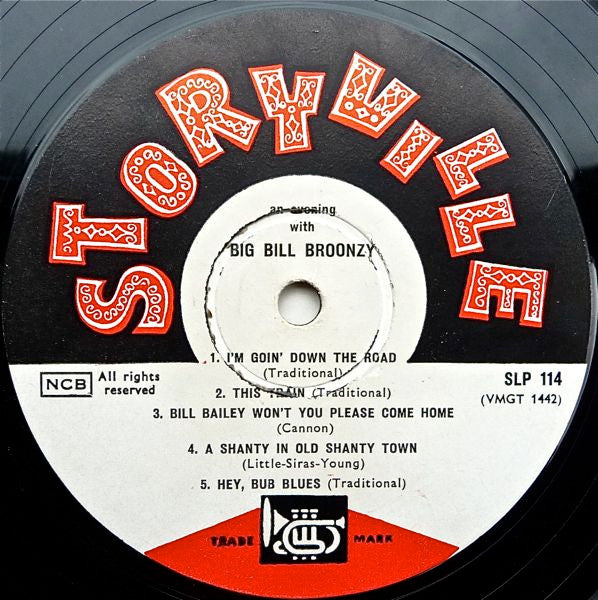 STORYVILLE
an evening
with
BIG BILL BROONZY
1. I'M GOIN' DOWN THE ROAD
(Traditional)
NCB All rights
reserved
SLP 114
(VMGT 1442)
2. THIS TRAIN (Traditional)
3. BILL BAILEY WON'T YOU PLEASE COME HOME
(Cannon)
4. A SHANTY IN OLD SHANTY TOWN
(Little-Siras-Young)
5. HEY, BUB BLUES (Traditional)
TRADE MARK